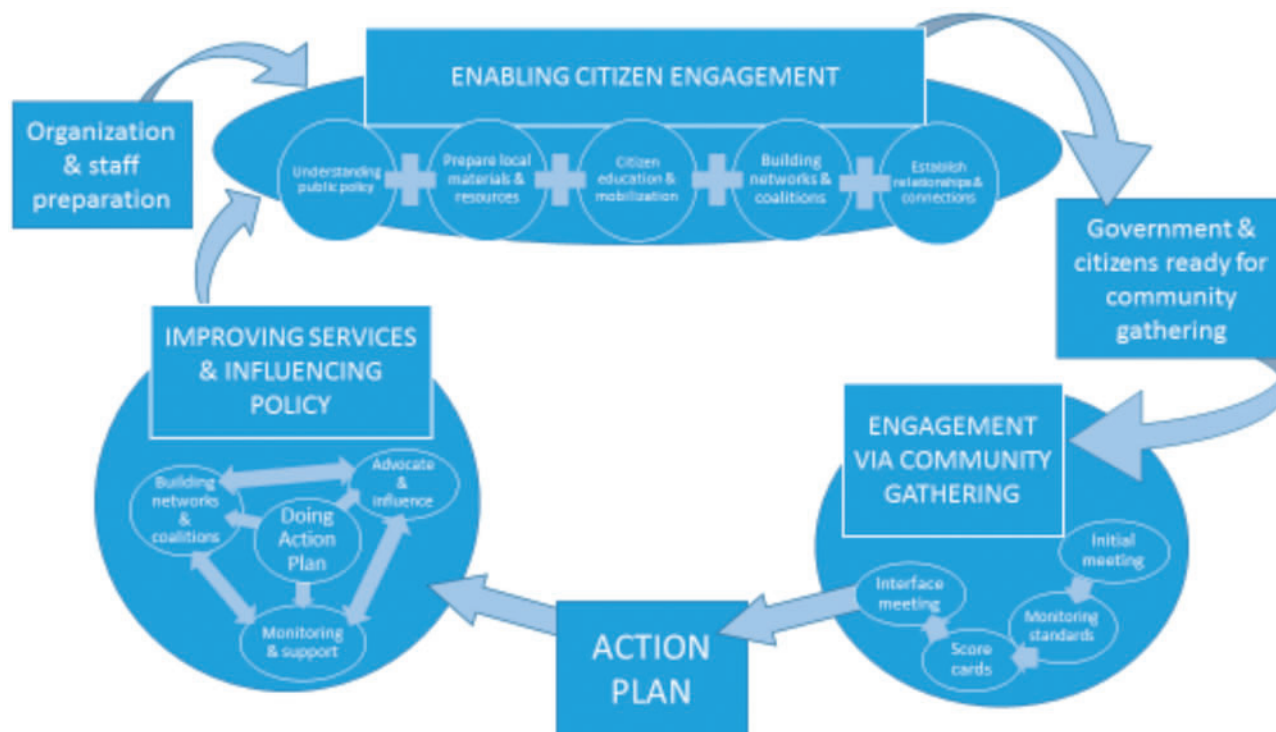 ENABLING CITIZEN ENGAGEMENT
Organization
& staff
preparation
Understanding
public policy
Prepare local
materials &
resources
Citizen
education &
mobilization
Building
networks &
coalitions
Establish
relationships &
connections
Government &
citizens ready for
community
gathering
IMPROVING SERVICES
& INFLUENCING
POLICY
Building
networks
&
coalitions
Advocate
&
influence
Doing
Action
Plan
Monitoring
& support
ENGAGEMENT
VIA COMMUNITY
GATHERING
Initial
meeting
Monitoring
standards
Score
cards
Interface
meeting
ACTION
PLAN